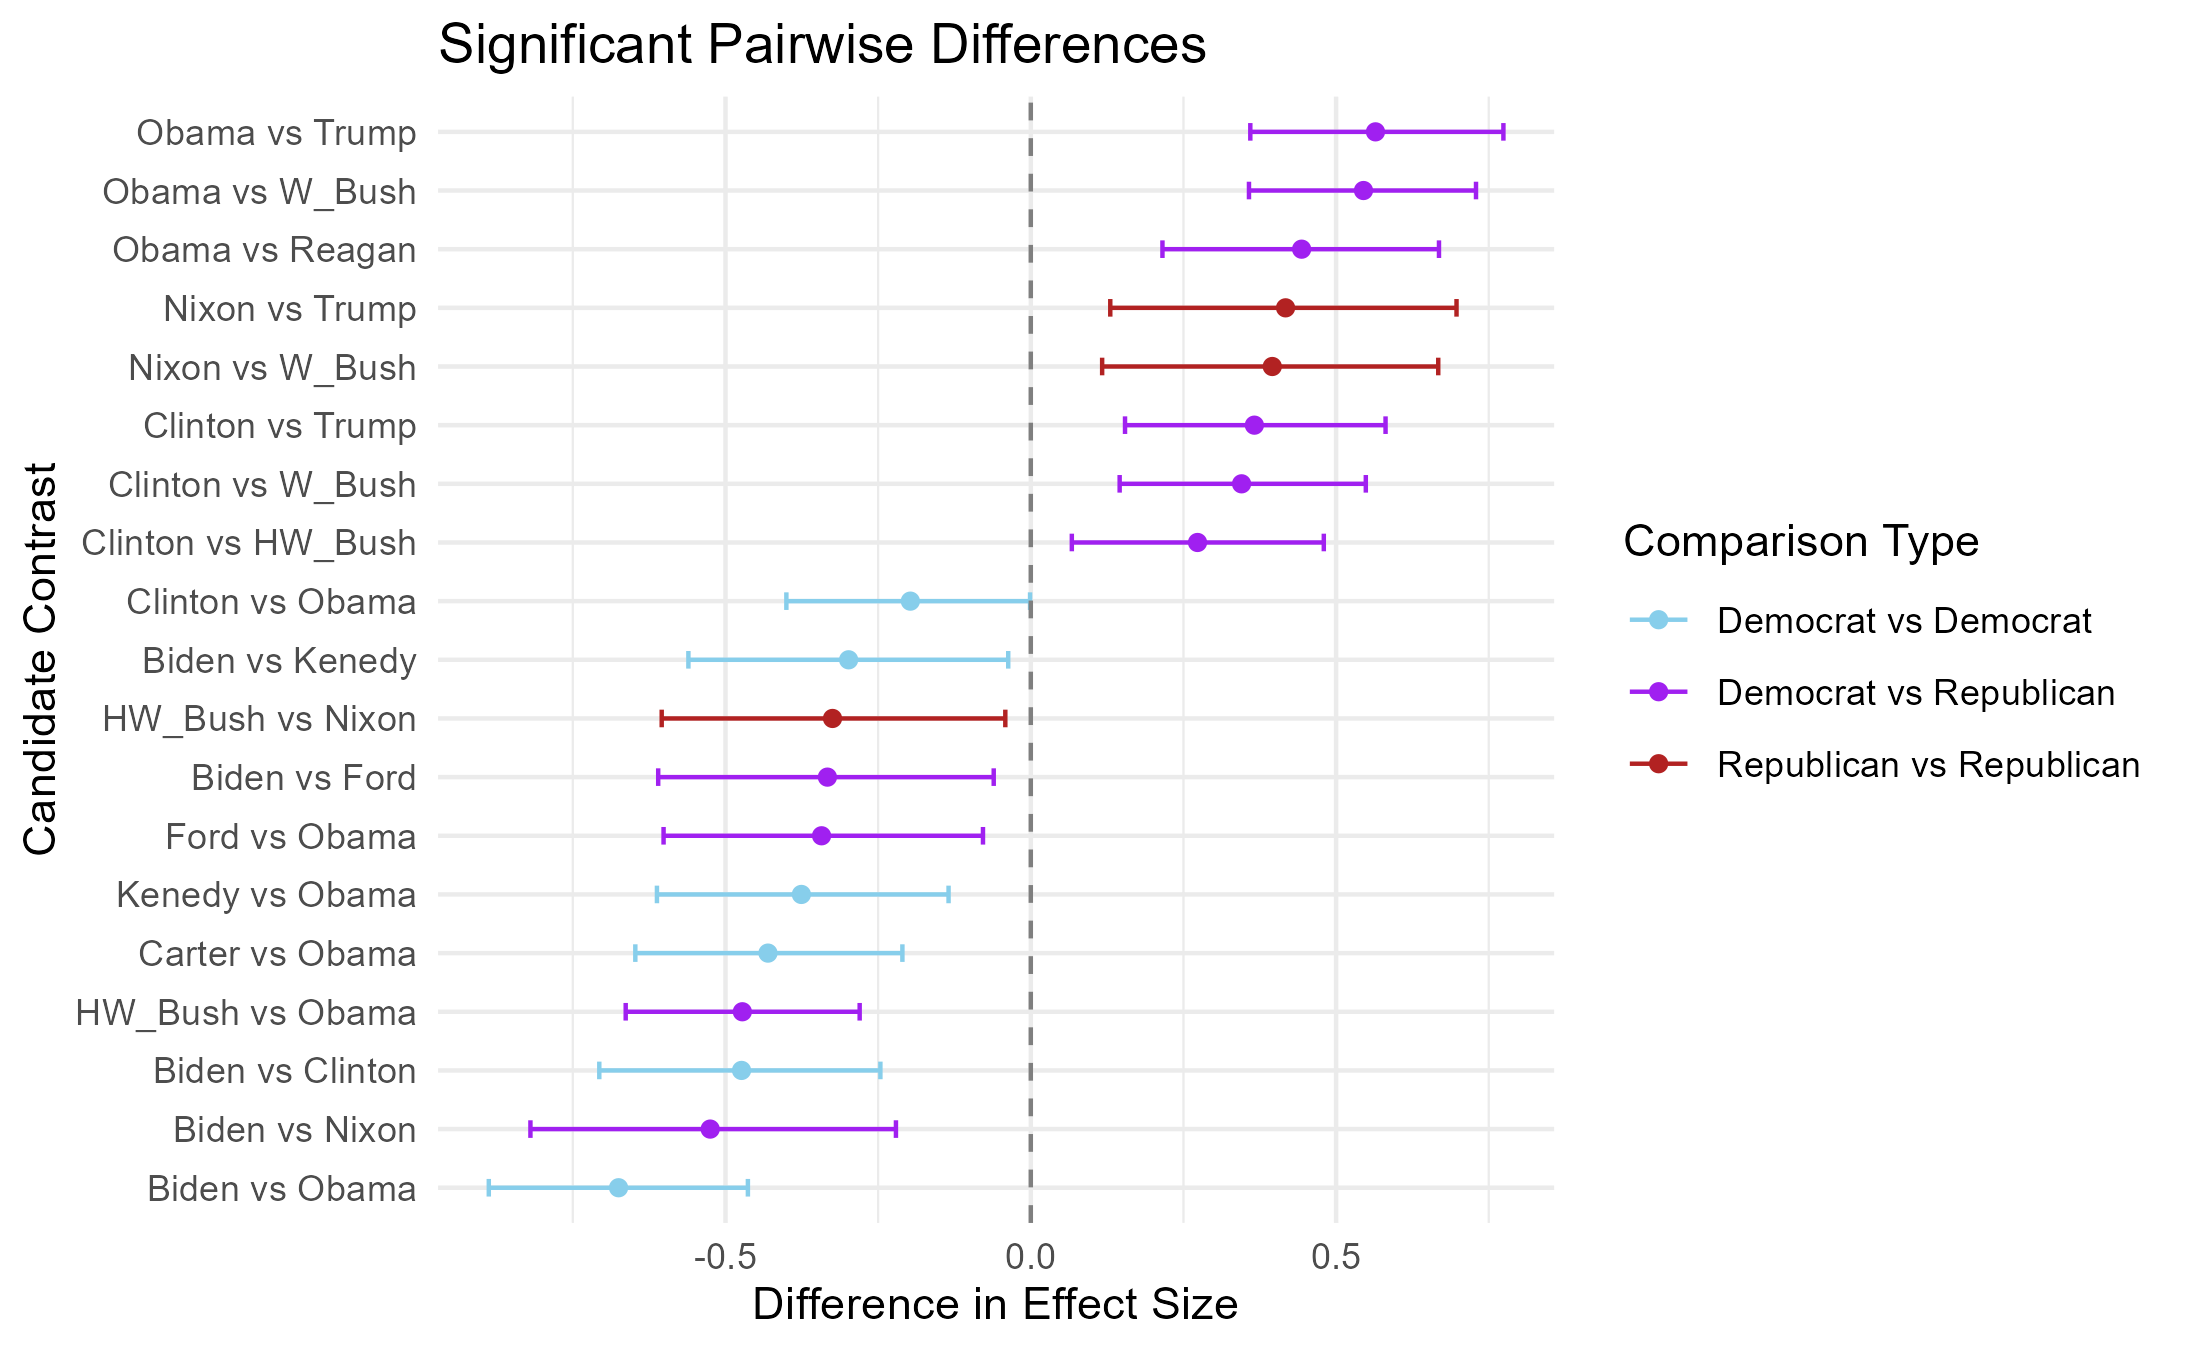 Significant Pairwise Differences
Candidate Contrast
Obama vs Trump
Obama vs W_Bush
Obama vs Reagan
Nixon vs Trump
Nixon vs W_Bush
Clinton vs Trump
Clinton vs W_Bush
Clinton vs HW_Bush
Clinton vs Obama
Biden vs Kenedy
HW_Bush vs Nixon
Biden vs Ford
Ford vs Obama
Kenedy vs Obama
Carter vs Obama
HW_Bush vs Obama
Biden vs Clinton
Biden vs Nixon
Biden vs Obama
-0.5 0.0 0.5
Difference in Effect Size
Comparison Type
Democrat vs Democrat
Democrat vs Republican
Republican vs Republican